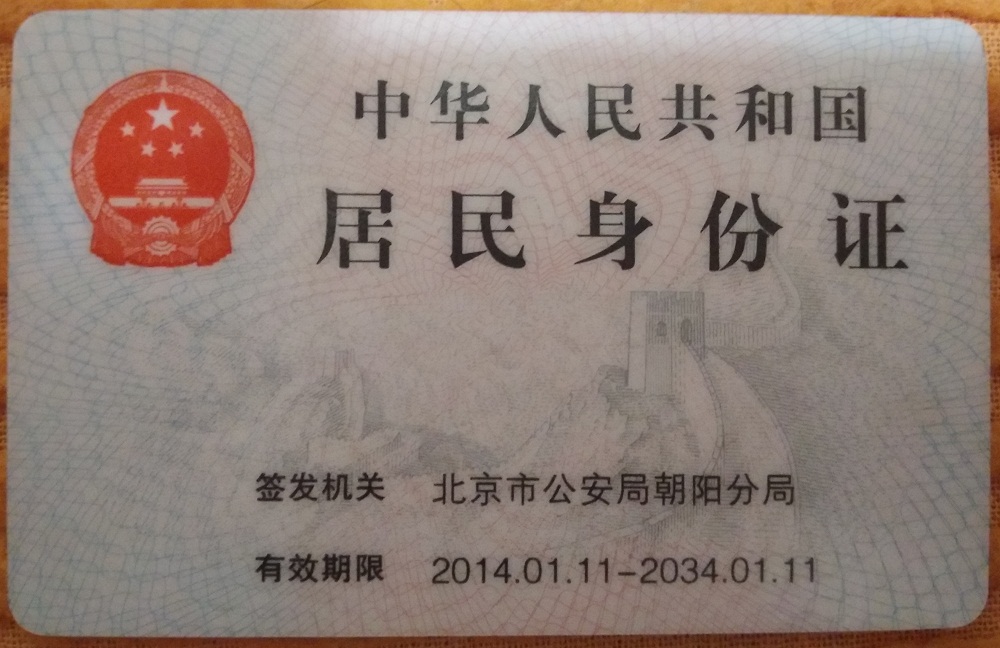 中华人民共和国
居民身份证
签发机关 北京市公安局朝阳分局
有效期限 2014.01.11-2034.01.11